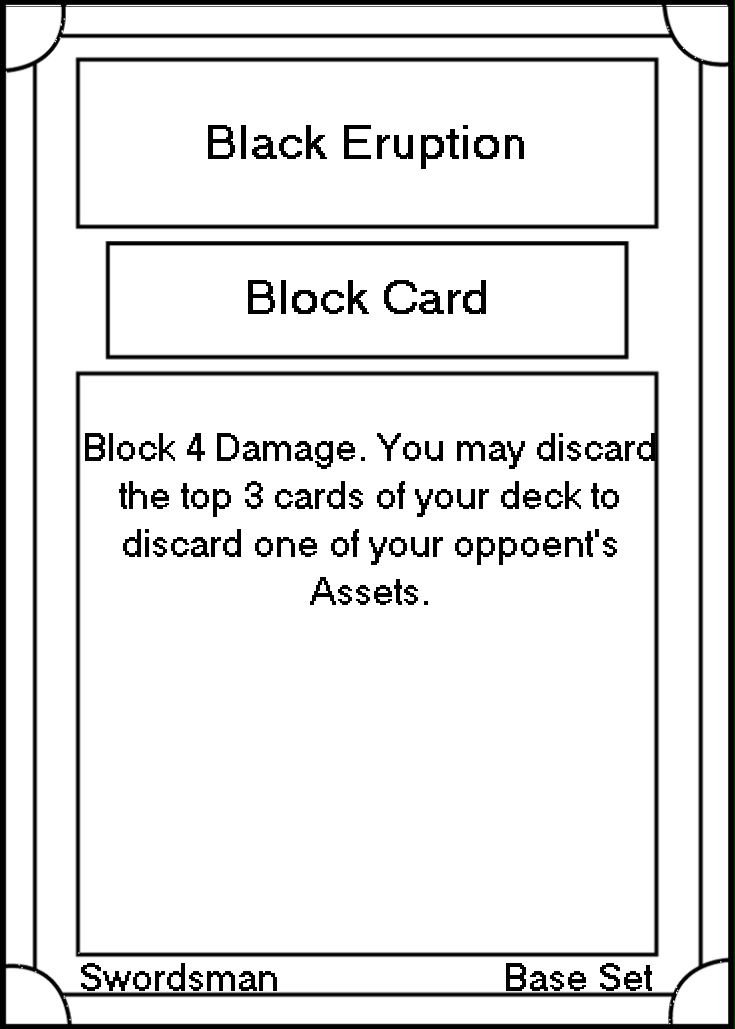 Black Eruption
Block Card
Block 4 Damage. You may discard
the top 3 cards of your deck to
discard one of your oppoent's
Assets.
Swordsman
Base Set